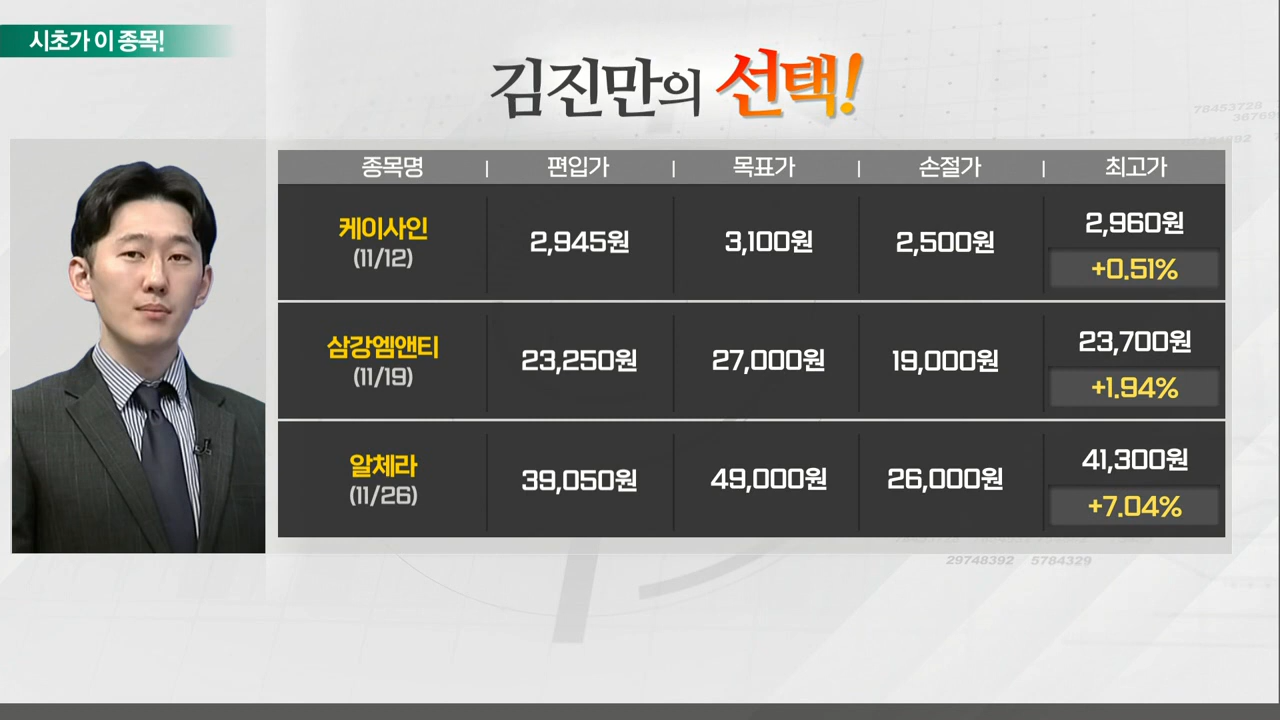 시초가 이 종목!
김진만의 선택!
종목명 | 편입가 | 목표가 | 손절가 | 최고가
케이사인 (11/12) 2,945원 3,100원 2,500원 2,960원 +0.51%
삼강엠앤티 (11/19) 23,250원 27,000원 19,000원 23,700원 +1.94%
알체라 (11/26) 39,050원 49,000원 26,000원 41,300원 +7.04%
78453728
29748392 5784329